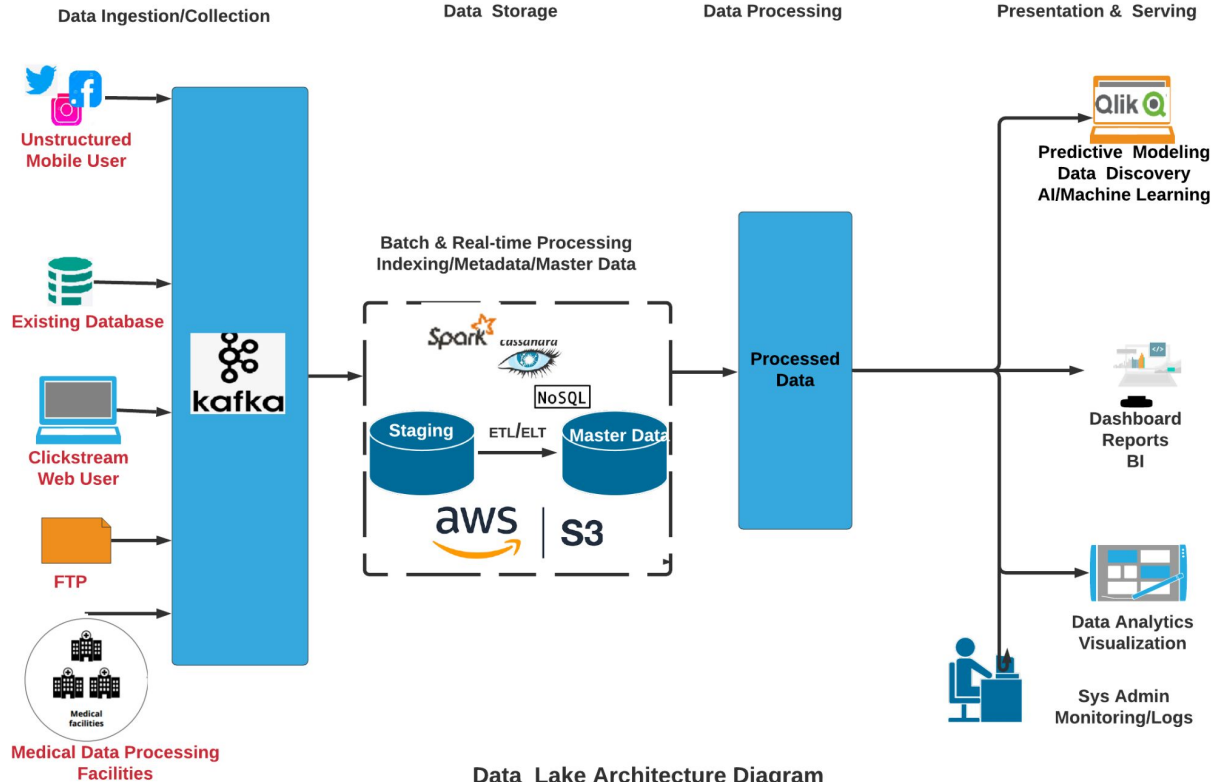 Data Ingestion/Collection
Data Storage
Data Processing
Presentation & Serving
Unstructured
Mobile User
Existing Database
Clickstream
Web User
FTP
Medical
facilities
Medical Data Processing
Facilities
kafka
Batch & Real-time Processing
Indexing/Metadata/Master Data
Spark
cassandra
NoSQL
Staging
ETL/ELT
Master Data
aws
S3
Processed
Data
Qlik
Predictive Modeling
Data Discovery
AI/Machine Learning
Dashboard
Reports
BI
Data Analytics
Visualization
Sys Admin
Monitoring/Logs
Data Lake Architecture Diagram